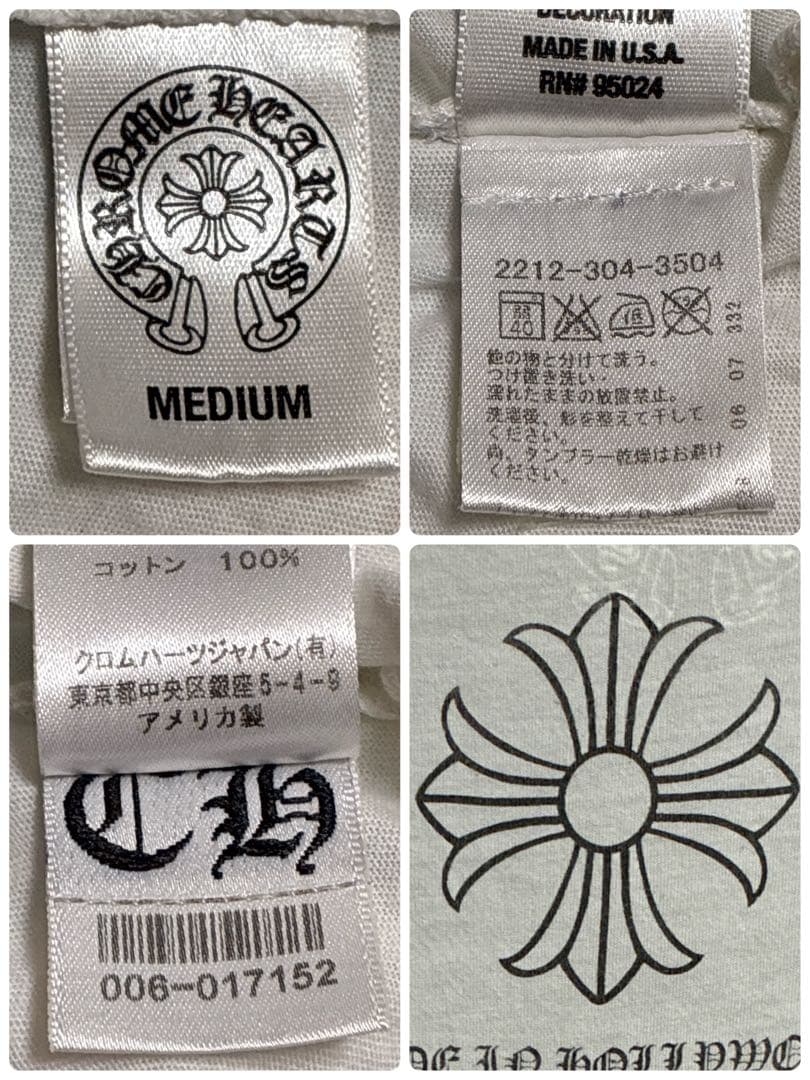 CHROME HEARTS
MEDIUM
DECORATION
MADE IN U.S.A.
RN# 95024
2212-304-3504
40
低
06 07 332
他の物と分けて洗う。
つけ置き洗い・
濡れたままの放置禁止。
洗濯後、形を整えて干して
ください。
尚、タンブラー乾燥はお避け
ください。
コットン 100%
クロムハーツジャパン(有)
東京都中央区銀座5-4-9
アメリカ製
CH
006-017152